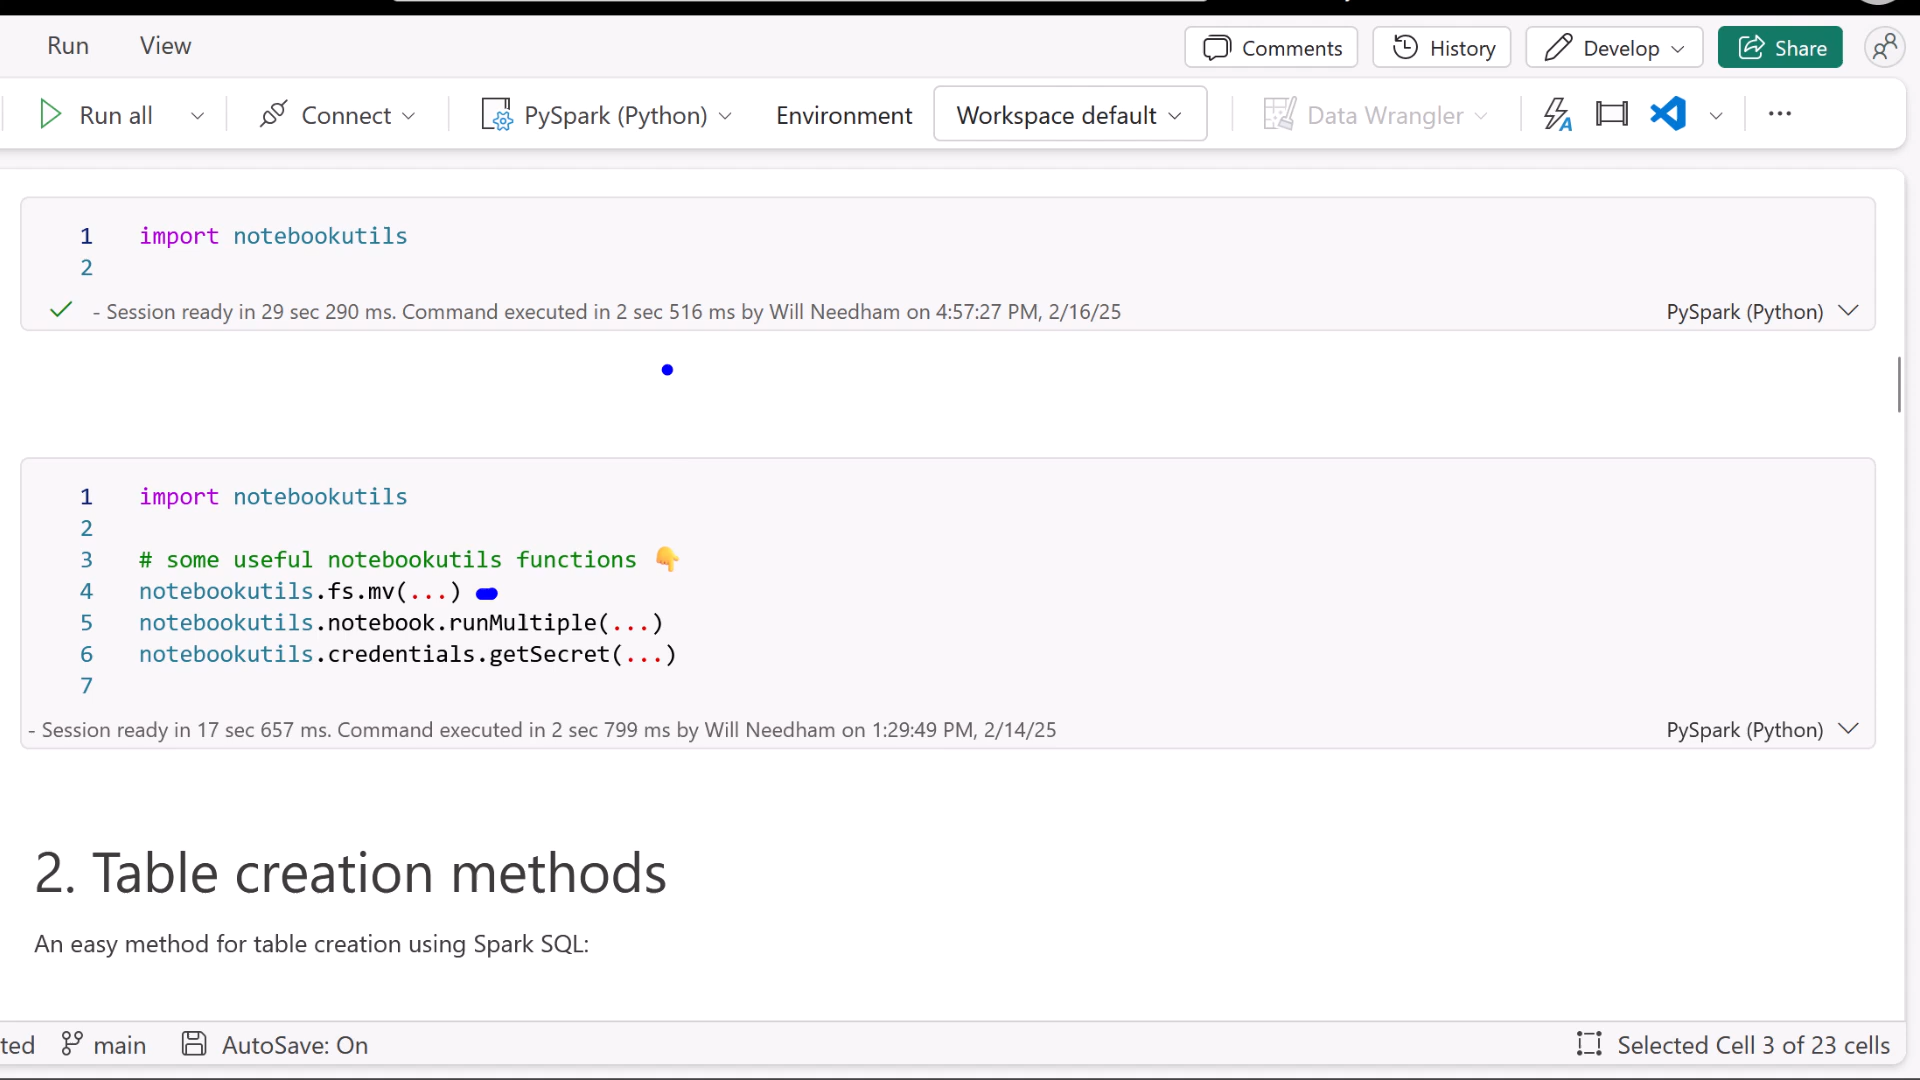 Run View Comments History Develop Share
Run all Connect PySpark (Python) Environment Workspace default Data Wrangler ...
1 import notebookutils
2
- Session ready in 29 sec 290 ms. Command executed in 2 sec 516 ms by Will Needham on 4:57:27 PM, 2/16/25 PySpark (Python)
1 import notebookutils
2
3 # some useful notebookutils functions 👇
4 notebookutils.fs.mv(...)
5 notebookutils.notebook.runMultiple(...)
6 notebookutils.credentials.getSecret(...)
7
- Session ready in 17 sec 657 ms. Command executed in 2 sec 799 ms by Will Needham on 1:29:49 PM, 2/14/25 PySpark (Python)
2. Table creation methods
An easy method for table creation using Spark SQL:
ted main AutoSave: On Selected Cell 3 of 23 cells